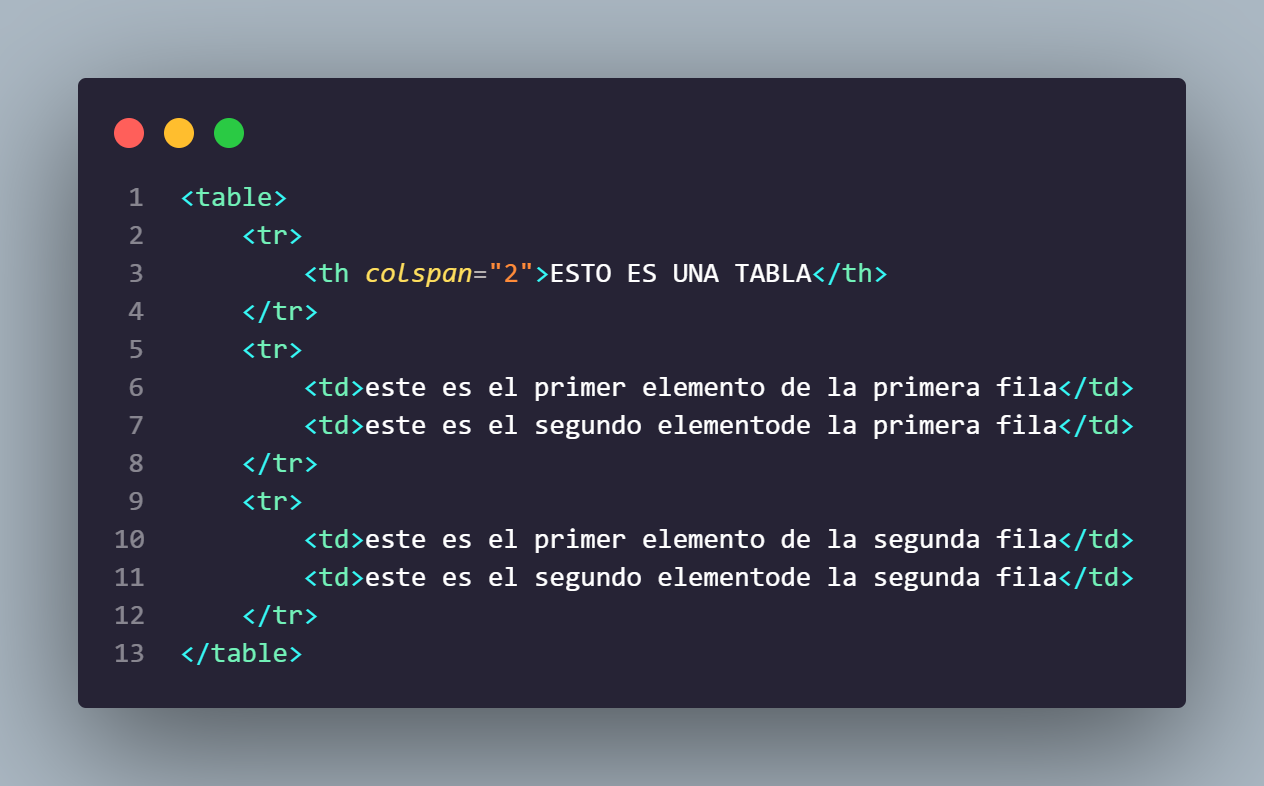 1 <table>
2 <tr>
3 <th colspan="2">ESTO ES UNA TABLA</th>
4 </tr>
5 <tr>
6 <td>este es el primer elemento de la primera fila</td>
7 <td>este es el segundo elementode la primera fila</td>
8 </tr>
9 <tr>
10 <td>este es el primer elemento de la segunda fila</td>
11 <td>este es el segundo elementode la segunda fila</td>
12 </tr>
13 </table>